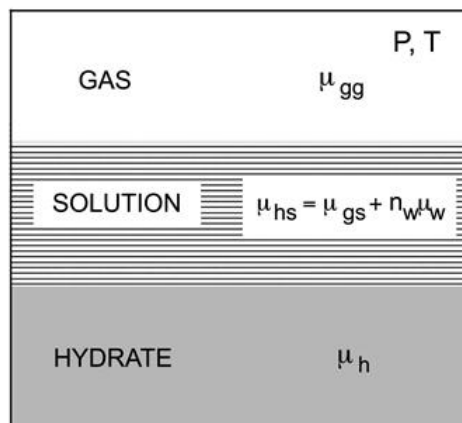 P, T
GAS μgg
SOLUTION μhs = μgs + nwμw
HYDRATE μh